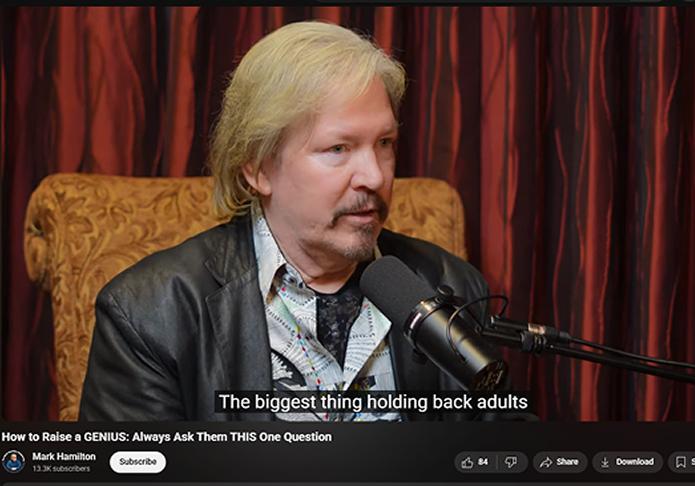 The biggest thing holding back adults
How to Raise a GENIUS: Always Ask Them THIS One Question
Mark Hamilton
13.3K subscribers
Subscribe
84
Share
Download
S